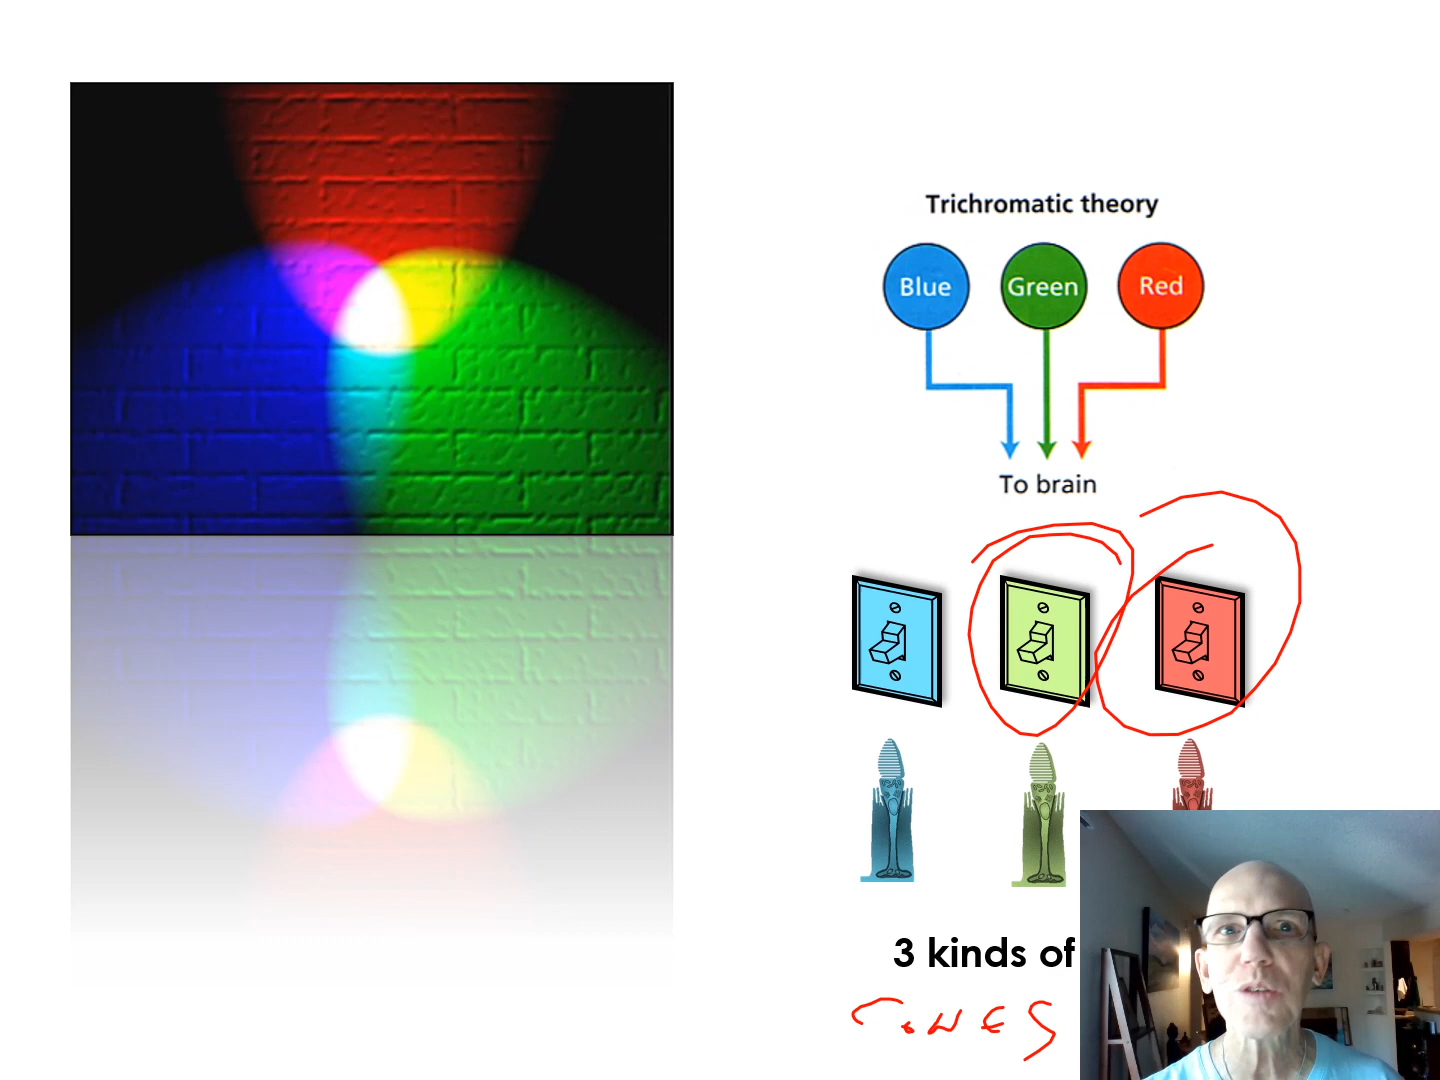 Trichromatic theory
Blue Green Red
To brain
3 kinds of
CONES